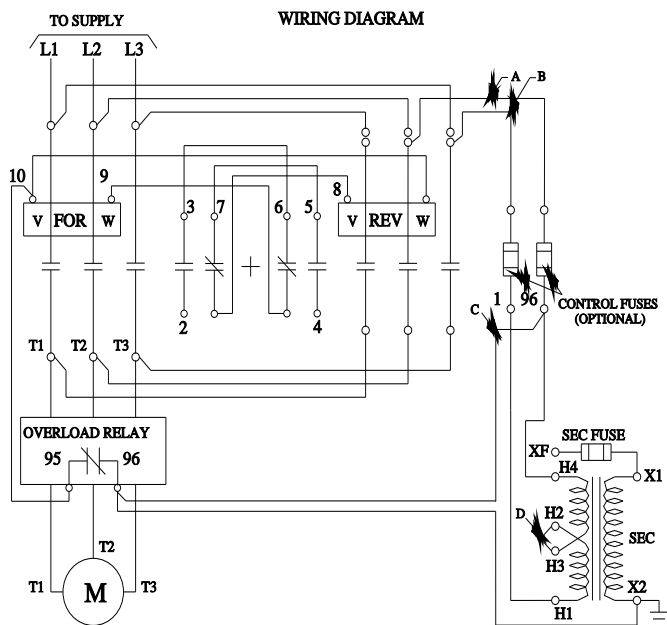 WIRING DIAGRAM
TO SUPPLY
L1 L2 L3
A B
10 9 8
3 7 6 5
V FOR W
V REV W
2 4
1 96
CONTROL FUSES
(OPTIONAL)
C
T1 T2 T3
OVERLOAD RELAY
95 96
SEC FUSE
XF
H4 X1
D H2
SEC
H3
T2
T1 M T3
X2
H1